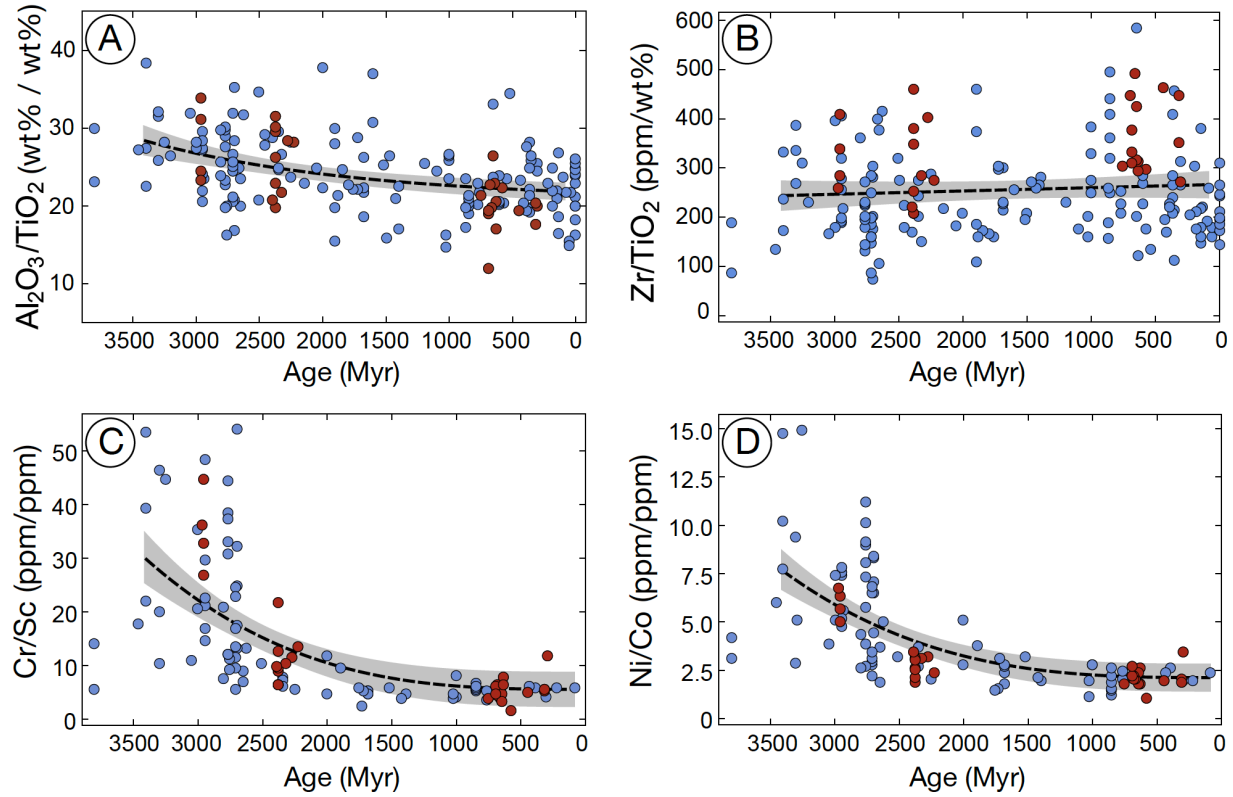 A
Al₂O₃/TiO₂ (wt% / wt%)
40
30
20
10
3500 3000 2500 2000 1500 1000 500 0
Age (Myr)
B
Zr/TiO₂ (ppm/wt%)
600
500
400
300
200
100
0
3500 3000 2500 2000 1500 1000 500 0
Age (Myr)
C
Cr/Sc (ppm/ppm)
50
40
30
20
10
0
3500 3000 2500 2000 1500 1000 500 0
Age (Myr)
D
Ni/Co (ppm/ppm)
15.0
12.5
10.0
7.5
5.0
2.5
0.0
3500 3000 2500 2000 1500 1000 500 0
Age (Myr)